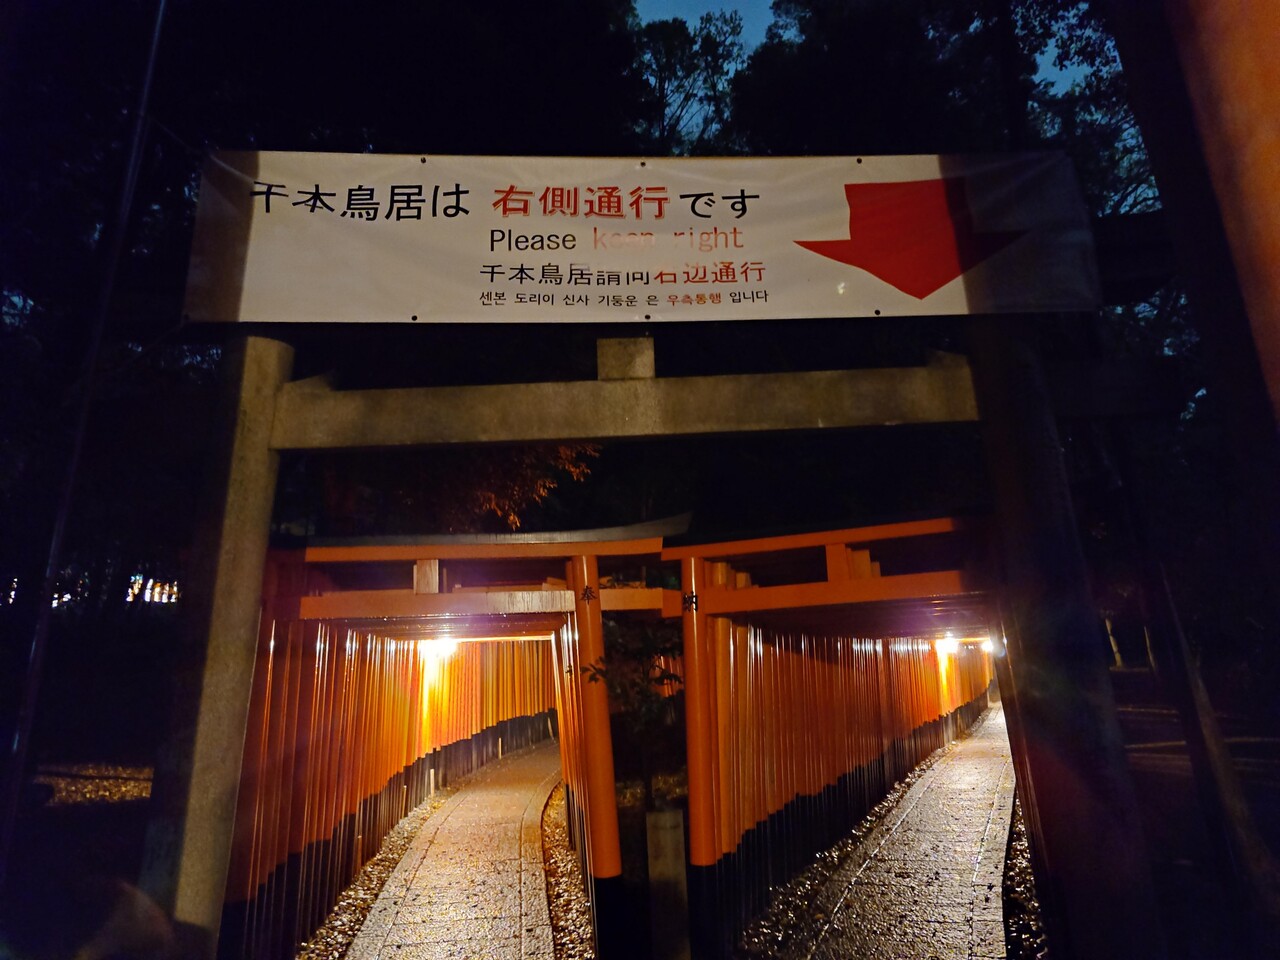 千本鳥居は 右側通行です
Please keep right
千本鳥居請向右边通行
센본 도리이 신사 기둥운 은 우측통행 입니다
奉
納